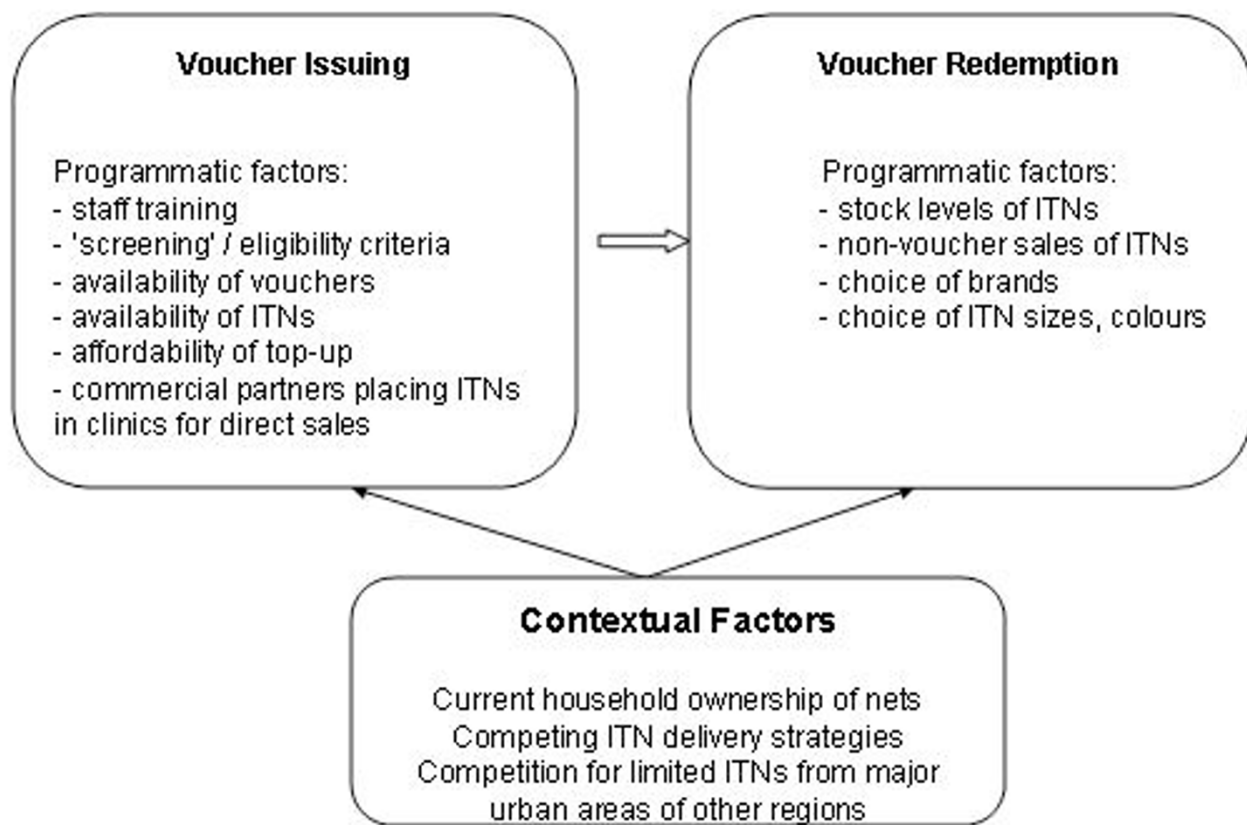 Voucher Issuing
Programmatic factors:
- staff training
- 'screening' / eligibility criteria
- availability of vouchers
- availability of ITNs
- affordability of top-up
- commercial partners placing ITNs
in clinics for direct sales
Voucher Redemption
Programmatic factors:
- stock levels of ITNs
- non-voucher sales of ITNs
- choice of brands
- choice of ITN sizes, colours
Contextual Factors
Current household ownership of nets
Competing ITN delivery strategies
Competition for limited ITNs from major
urban areas of other regions